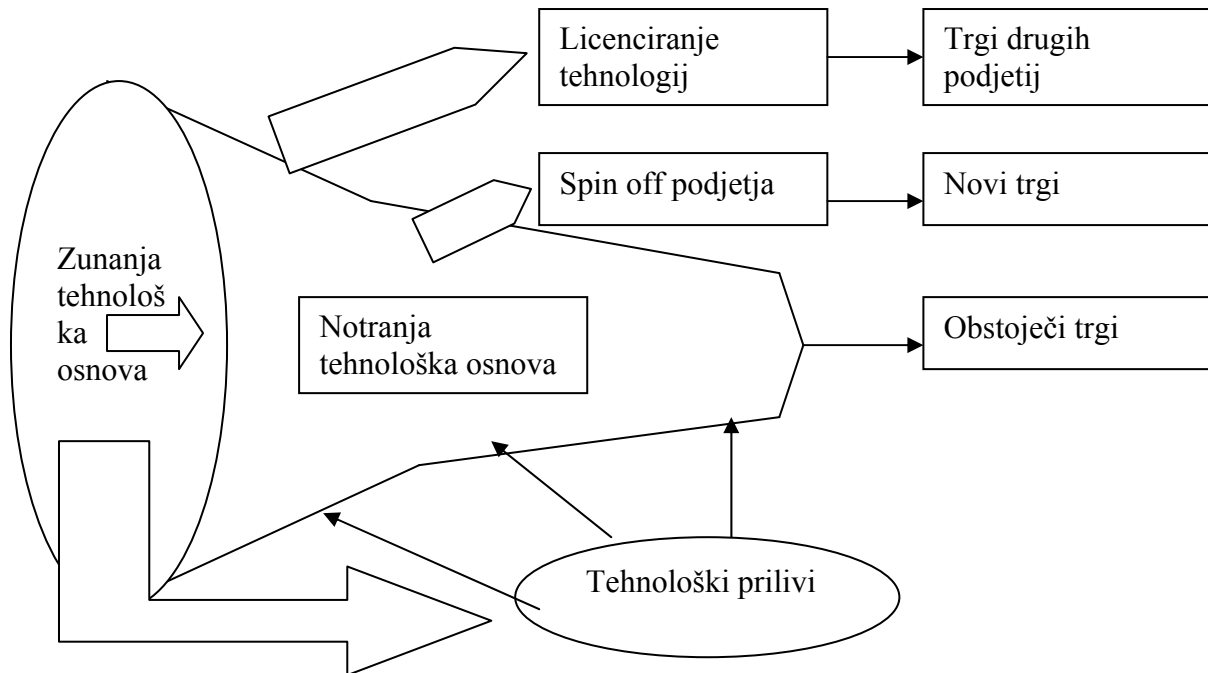 Licenciranje
tehnologij
Trgi drugih
podjetij
Spin off podjetja
Novi trgi
Zunanja
tehnološ
ka
osnova
Notranja
tehnološka osnova
Obstoječi trgi
Tehnološki prilivi